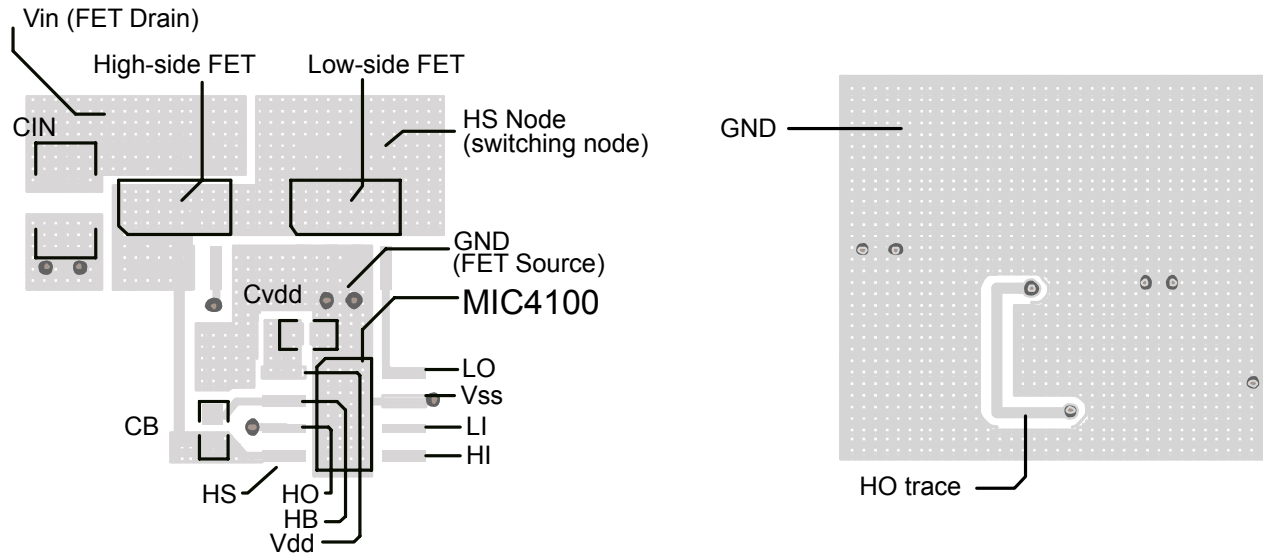 Vin (FET Drain)
High-side FET
Low-side FET
CIN
HS Node
(switching node)
GND
GND
(FET Source)
Cvdd
MIC4100
LO
Vss
CB
LI
HI
HS
HO
HB
Vdd
HO trace